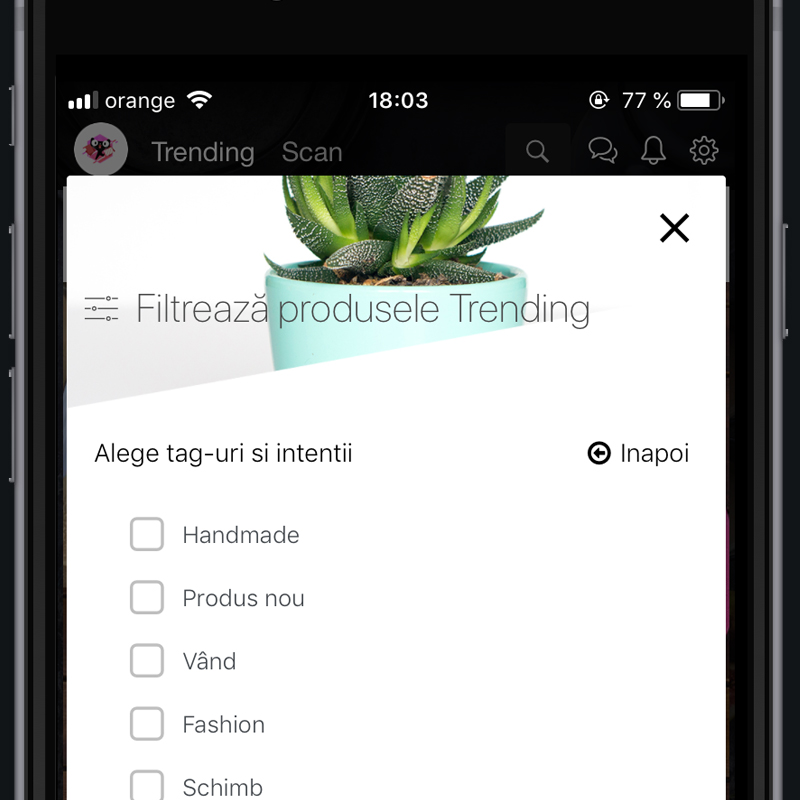 orange 18:03 77 %
Trending Scan
Filtrează produsele Trending
Alege tag-uri si intentii Inapoi
Handmade
Produs nou
Vând
Fashion
Schimb